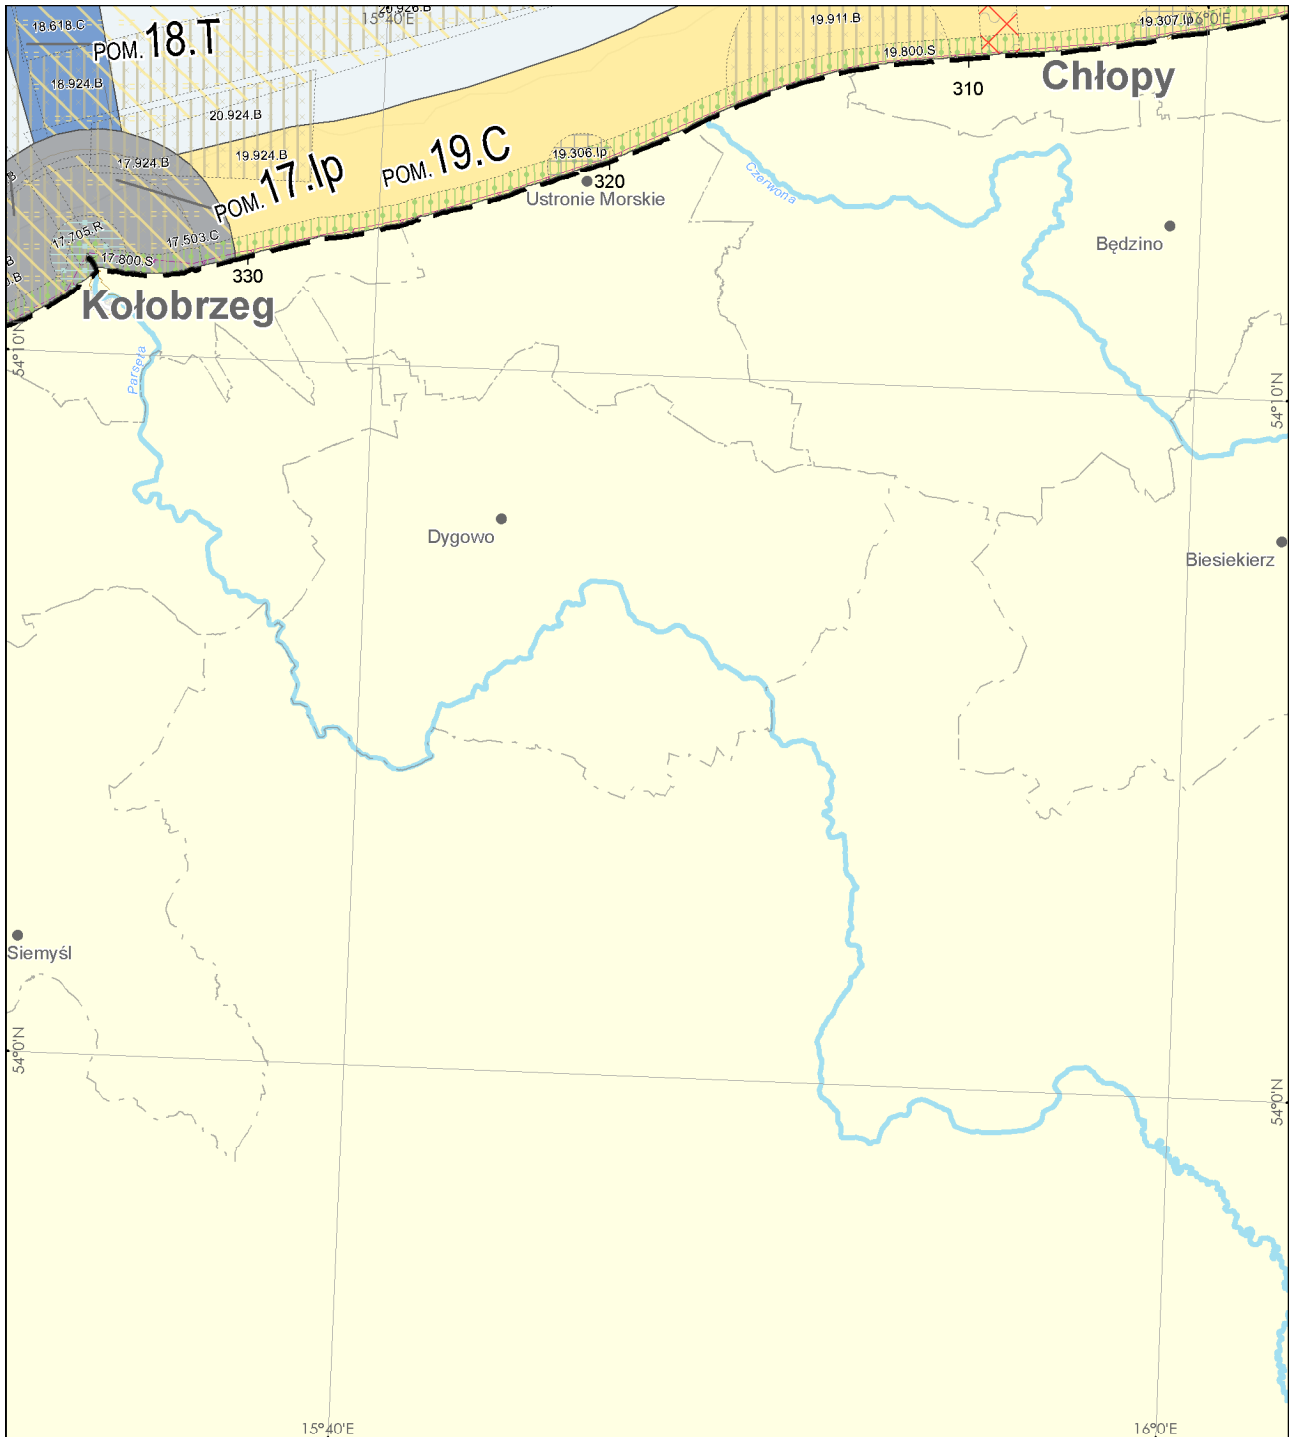 15°40'E
20.926.B
16°0'E
18.618.C
19.911.B
19.307.Ip
POM.18.T
19.800.S
18.924.B
Chłopy
310
20.924.B
19.924.B
17.924.B
POM.17.Ip
POM.19.C
19.306.Ip
320
Ustronie Morskie
Czerwona
Będzino
17.705.R
17.503.C
17.800.S
330
Kołobrzeg
54°10'N
Parsęta
54°10'N
Dygowo
Biesiekierz
Siemyśl
54°0'N
54°0'N
15°40'E
16°0'E